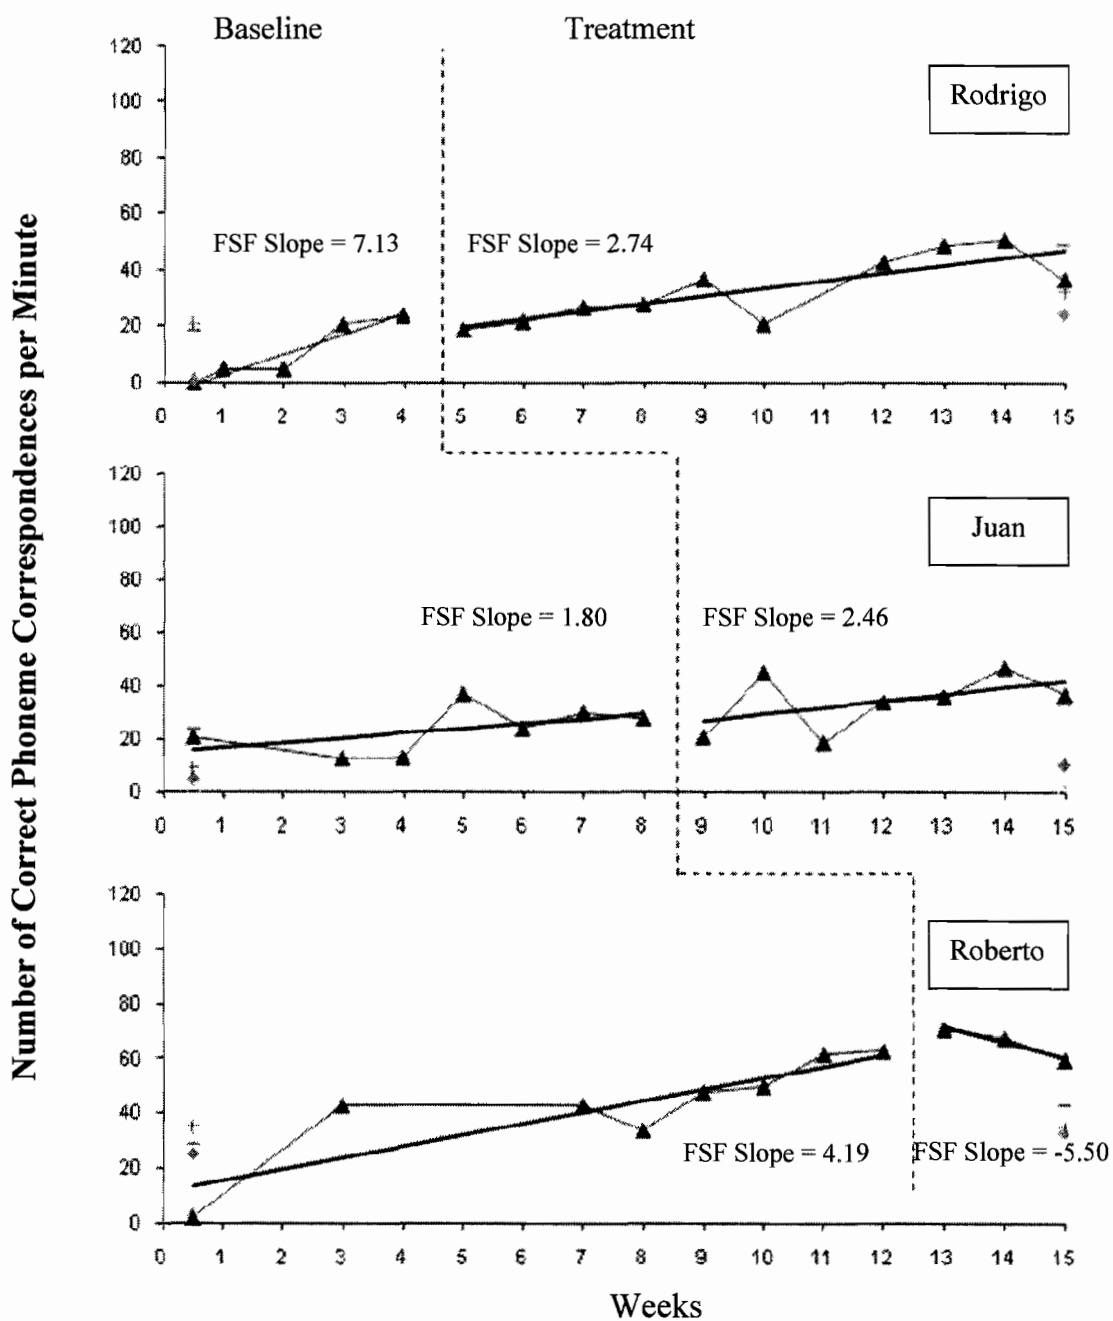 Baseline Treatment
120
100
80
60
40
20
0
Rodrigo
FSF Slope = 7.13 FSF Slope = 2.74
0 1 2 3 4 5 6 7 8 9 10 11 12 13 14 15
120
100
80
60
40
20
0
Juan
FSF Slope = 1.80 FSF Slope = 2.46
0 1 2 3 4 5 6 7 8 9 10 11 12 13 14 15
120
100
80
60
40
20
0
Roberto
FSF Slope = 4.19 FSF Slope = -5.50
0 1 2 3 4 5 6 7 8 9 10 11 12 13 14 15
Weeks
Number of Correct Phoneme Correspondences per Minute